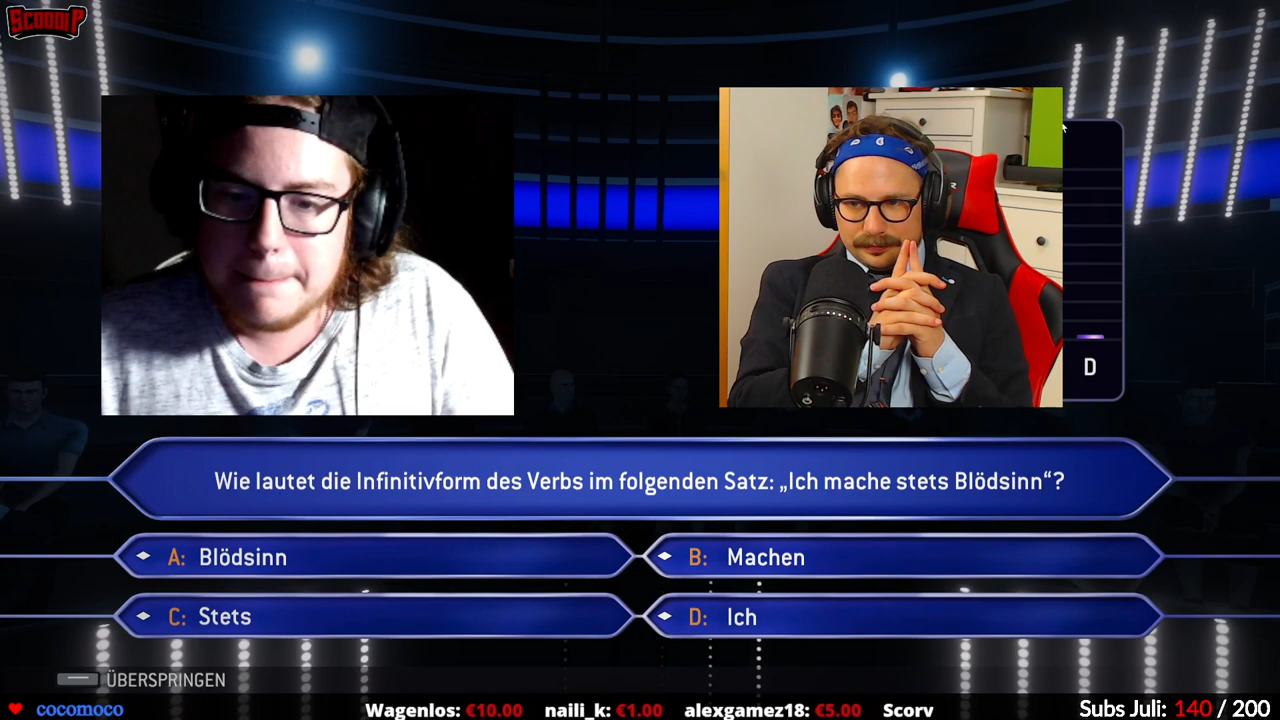 SCOOOIP
D
Wie lautet die Infinitivform des Verbs im folgenden Satz: „Ich mache stets Blödsinn“?
A: Blödsinn
B: Machen
C: Stets
D: Ich
ÜBERSPRINGEN
cocomoco
Wagenlos: €10.00 naili_k: €1.00 alexgamez18: €5.00 Scorv
Subs Juli: 140 / 200